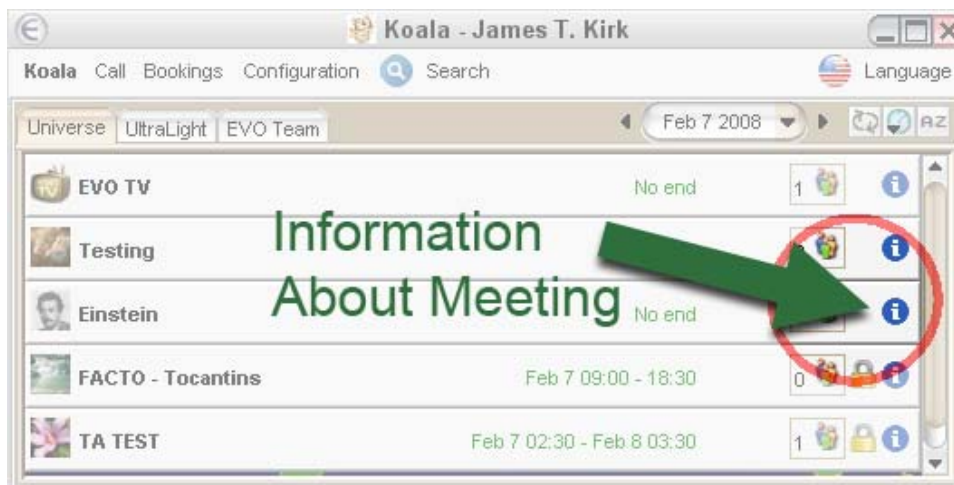 Koala - James T. Kirk
Koala Call Bookings Configuration Search Language
Universe UltraLight EVO Team Feb 7 2008 AZ
EVO TV No end 1
Testing
Information
About Meeting
Einstein No end
FACTO - Tocantins Feb 7 09:00 - 18:30 0
TA TEST Feb 7 02:30 - Feb 8 03:30 1